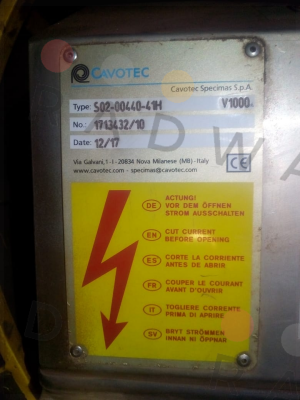 CAVOTEC
Cavotec Specimas S.p.A.
Type: S02-00440-41H V1000
No.: 1713432/10
Date: 12/17
Via Galvani, 1 - I - 20834 Nova Milanese (MB) - Italy
www.cavotec.com - specimas@cavotec.com
CE
DE ACTUNG!
VOR DEM ÖFFNEN
STROM AUSSCHALTEN
EN CUT CURRENT
BEFORE OPENING
ES CORTE LA CORRIENTE
ANTES DE ABRIR
FR COUPER LE COURANT
AVANT D'OUVRIR
IT TOGLIERE CORRENTE
PRIMA DI APRIRE
SV BRYT STRÖMMEN
INNAN NI ÖPPNAR